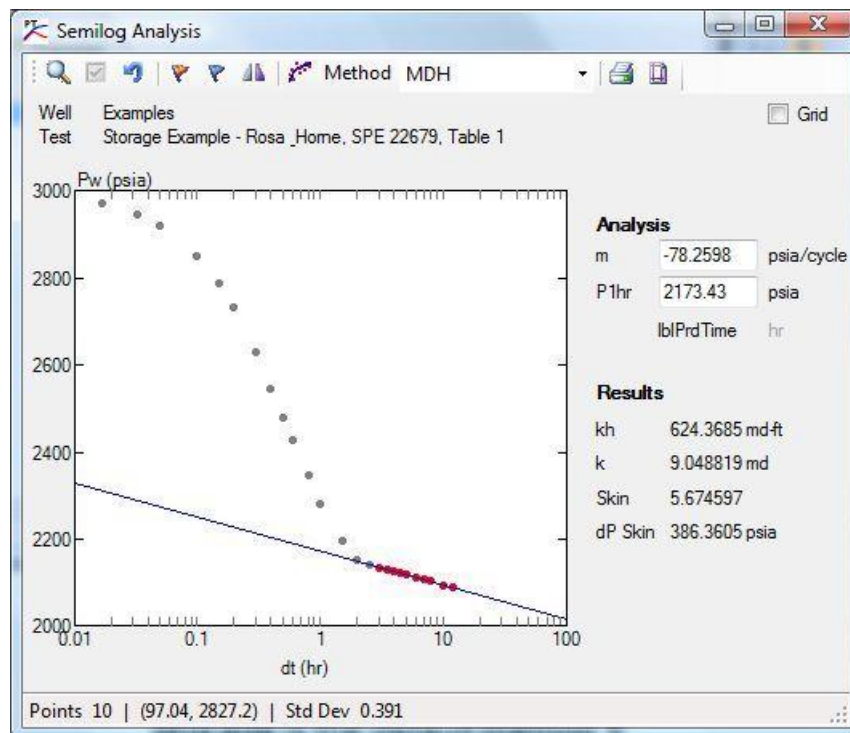 PT
Semilog Analysis
Method MDH
Well Examples
Grid
Test Storage Example - Rosa _Home, SPE 22679, Table 1
Pw (psia)
3000
2800
2600
2400
2200
2000
0.01 0.1 1 10 100
dt (hr)
Analysis
m -78.2598 psia/cycle
P1hr 2173.43 psia
lblPrdTime hr
Results
kh 624.3685 md-ft
k 9.048819 md
Skin 5.674597
dP Skin 386.3605 psia
Points 10 | (97.04, 2827.2) | Std Dev 0.391